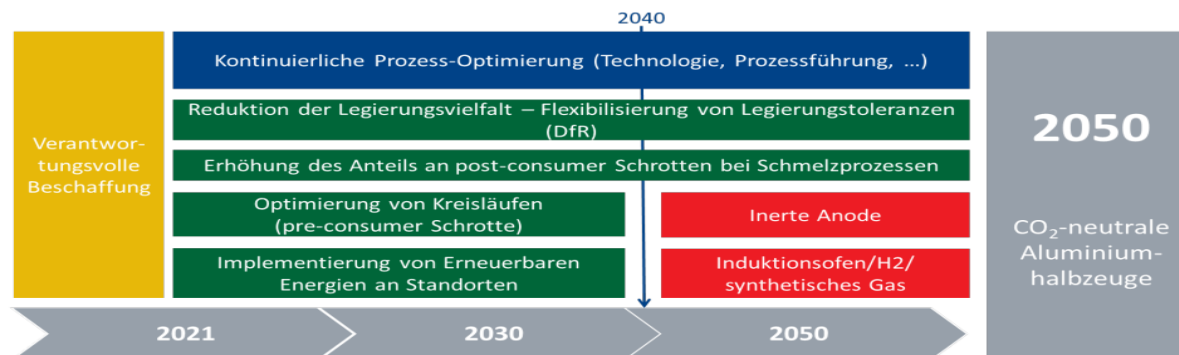 2040
Verantwor-
tungsvolle
Beschaffung
Kontinuierliche Prozess-Optimierung (Technologie, Prozessführung, ...)
Reduktion der Legierungsvielfalt – Flexibilisierung von Legierungstoleranzen
(DfR)
Erhöhung des Anteils an post-consumer Schrotten bei Schmelzprozessen
Optimierung von Kreisläufen
(pre-consumer Schrotte)
Inerte Anode
Implementierung von Erneuerbaren
Energien an Standorten
Induktionsofen/H2/
synthetisches Gas
2021
2030
2050
2050
CO₂-neutrale
Aluminium-
halbzeuge